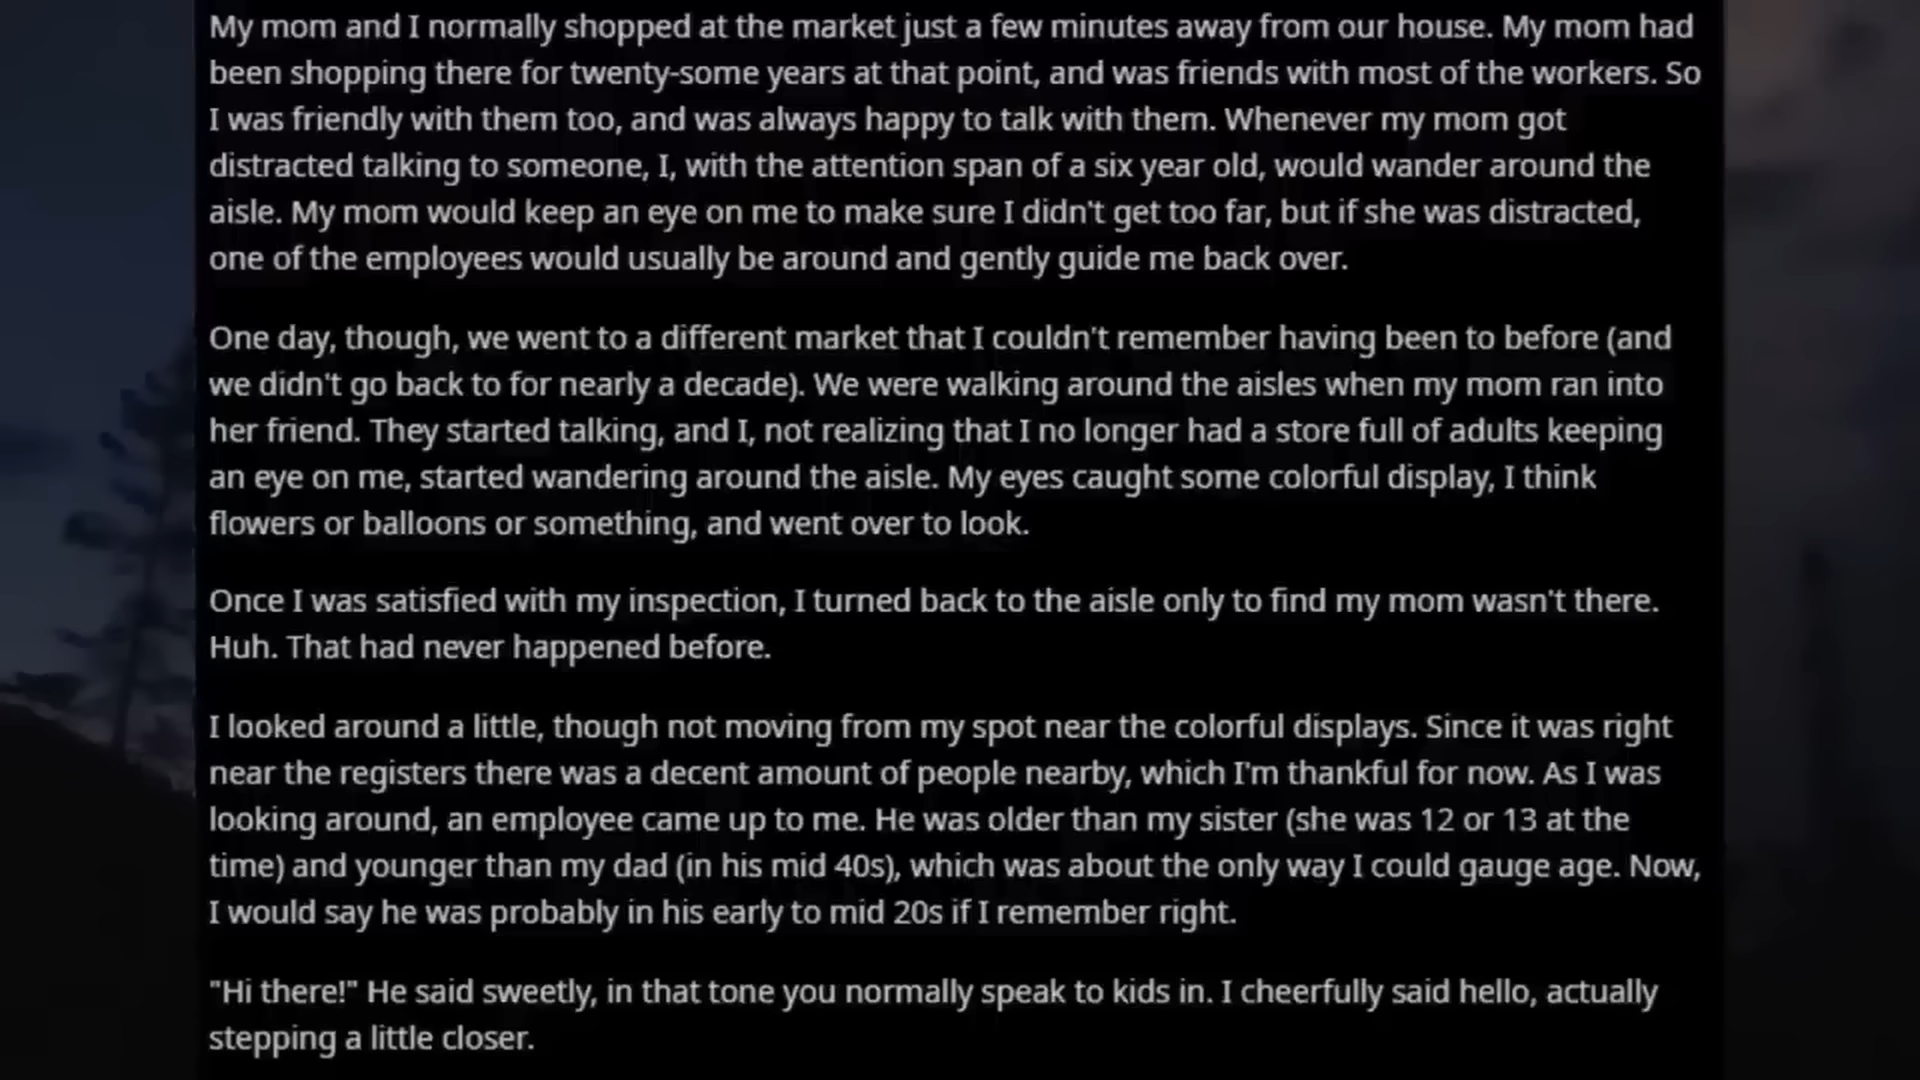 My mom and I normally shopped at the market just a few minutes away from our house. My mom had
been shopping there for twenty-some years at that point, and was friends with most of the workers. So
I was friendly with them too, and was always happy to talk with them. Whenever my mom got
distracted talking to someone, I, with the attention span of a six year old, would wander around the
aisle. My mom would keep an eye on me to make sure I didn't get too far, but if she was distracted,
one of the employees would usually be around and gently guide me back over.
One day, though, we went to a different market that I couldn't remember having been to before (and
we didn't go back to for nearly a decade). We were walking around the aisles when my mom ran into
her friend. They started talking, and I, not realizing that I no longer had a store full of adults keeping
an eye on me, started wandering around the aisle. My eyes caught some colorful display, I think
flowers or balloons or something, and went over to look.
Once I was satisfied with my inspection, I turned back to the aisle only to find my mom wasn't there.
Huh. That had never happened before.
I looked around a little, though not moving from my spot near the colorful displays. Since it was right
near the registers there was a decent amount of people nearby, which I'm thankful for now. As I was
looking around, an employee came up to me. He was older than my sister (she was 12 or 13 at the
time) and younger than my dad (in his mid 40s), which was about the only way I could gauge age. Now,
I would say he was probably in his early to mid 20s if I remember right.
"Hi there!" He said sweetly, in that tone you normally speak to kids in. I cheerfully said hello, actually
stepping a little closer.